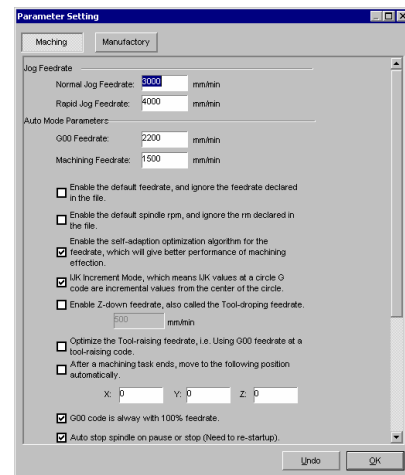 Parameter Setting
Maching
Manufactory
Jog Feedrate
Normal Jog Feedrate: 3000 mm/min
Rapid Jog Feedrate: 4000 mm/min
Auto Mode Parameters
G00 Feedrate: 2200 mm/min
Machining Feedrate: 1500 mm/min
Enable the default feedrate, and ignore the feedrate declared
in the file.
Enable the default spindle rpm, and ignore the rm declared in
the file.
Enable the self-adaption optimization algorithm for the
feedrate, which will give better performance of machining
effection.
IJK Increment Mode, which means IJK values at a circle G
code are incremental values from the center of the circle.
Enable Z-down feedrate, also called the Tool-droping feedrate.
500 mm/min
Optimize the Tool-raising feedrate, i.e. Using G00 feedrate at a
tool-raising code.
After a machining task ends, move to the following position
automatically.
X: 0 Y: 0 Z: 0
G00 code is alway with 100% feedrate.
Auto stop spindle on pause or stop (Need to re-startup).
Undo OK